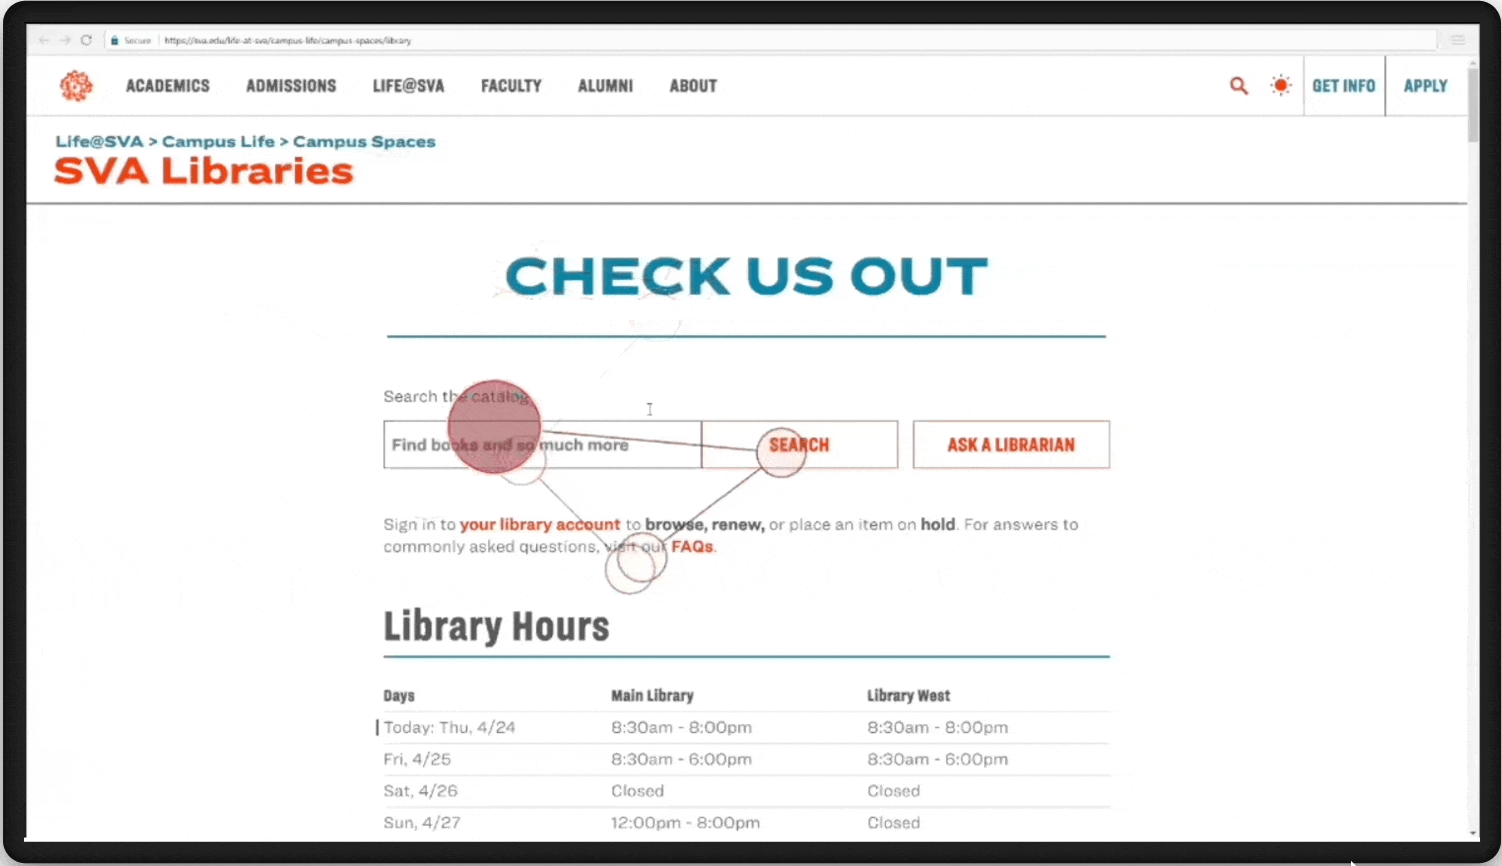 Secure https://sva.edu/life-at-sva/campus-life/campus-spaces/library
ACADEMICS ADMISSIONS LIFE@SVA FACULTY ALUMNI ABOUT GET INFO APPLY
Life@SVA > Campus Life > Campus Spaces
SVA Libraries
CHECK US OUT
Search the catalog
Find books and so much more SEARCH ASK A LIBRARIAN
Sign in to your library account to browse, renew, or place an item on hold. For answers to
commonly asked questions, visit our FAQs.
Library Hours
Days Main Library Library West
Today: Thu, 4/24 8:30am - 8:00pm 8:30am - 8:00pm
Fri, 4/25 8:30am - 6:00pm 8:30am - 6:00pm
Sat, 4/26 Closed Closed
Sun, 4/27 12:00pm - 8:00pm Closed